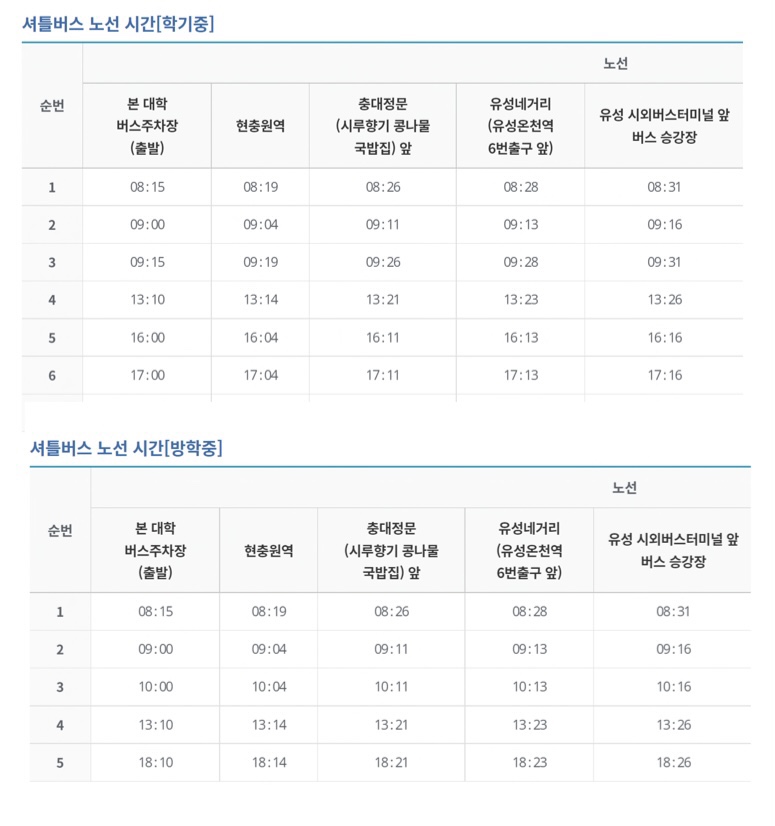 셔틀버스 노선 시간[학기중]
노선
순번
본 대학
버스주차장
(출발)
현충원역
충대정문
(시루향기 콩나물
국밥집) 앞
유성네거리
(유성온천역
6번출구 앞)
유성 시외버스터미널 앞
버스 승강장
1 08:15 08:19 08:26 08:28 08:31
2 09:00 09:04 09:11 09:13 09:16
3 09:15 09:19 09:26 09:28 09:31
4 13:10 13:14 13:21 13:23 13:26
5 16:00 16:04 16:11 16:13 16:16
6 17:00 17:04 17:11 17:13 17:16
셔틀버스 노선 시간[방학중]
노선
순번
본 대학
버스주차장
(출발)
현충원역
충대정문
(시루향기 콩나물
국밥집) 앞
유성네거리
(유성온천역
6번출구 앞)
유성 시외버스터미널 앞
버스 승강장
1 08:15 08:19 08:26 08:28 08:31
2 09:00 09:04 09:11 09:13 09:16
3 10:00 10:04 10:11 10:13 10:16
4 13:10 13:14 13:21 13:23 13:26
5 18:10 18:14 18:21 18:23 18:26